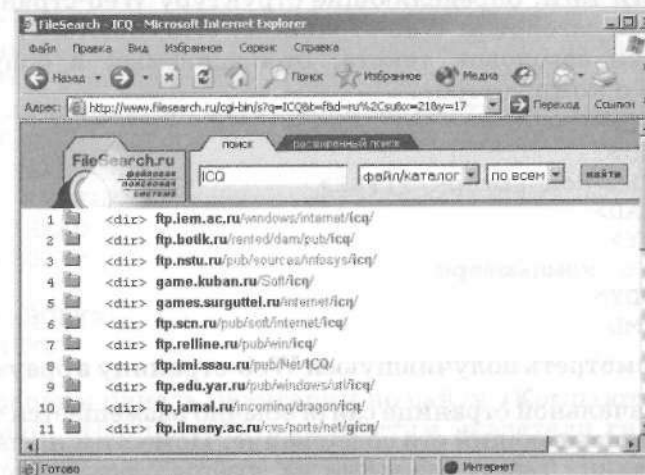 FileSearch - ICQ - Microsoft Internet Explorer
Файл Правка Вид Избранное Сервис Справка
Назад Поиск Избранное Медиа
Адрес: http://www.filesearch.ru/cgi-bin/s?q=ICQ&t=f&d=ru%2Csu&x=21&y=17 Переход Ссылки
поиск расширенный поиск
FileSearch.ru
файловая
поисковая
система
ICQ файл/каталог по всем найти
1 <dir> ftp.iem.ac.ru/windows/internet/icq/
2 <dir> ftp.botik.ru/rented/dam/pub/icq/
3 <dir> ftp.nstu.ru/pub/sources/infosys/icq/
4 <dir> game.kuban.ru/Soft/icq/
5 <dir> games.surguttel.ru/internet/icq/
6 <dir> ftp.scn.ru/pub/soft/internet/icq/
7 <dir> ftp.relline.ru/pub/win/icq/
8 <dir> ftp.iml.ssau.ru/pub/Net/ICQ/
9 <dir> ftp.edu.yar.ru/pub/windows/utl/icq/
10 <dir> ftp.jamad.ru/incoming/dragon/icq/
11 <dir> ftp.ilmeny.ac.ru/cvs/ports/net/gicq/
Готово Интернет